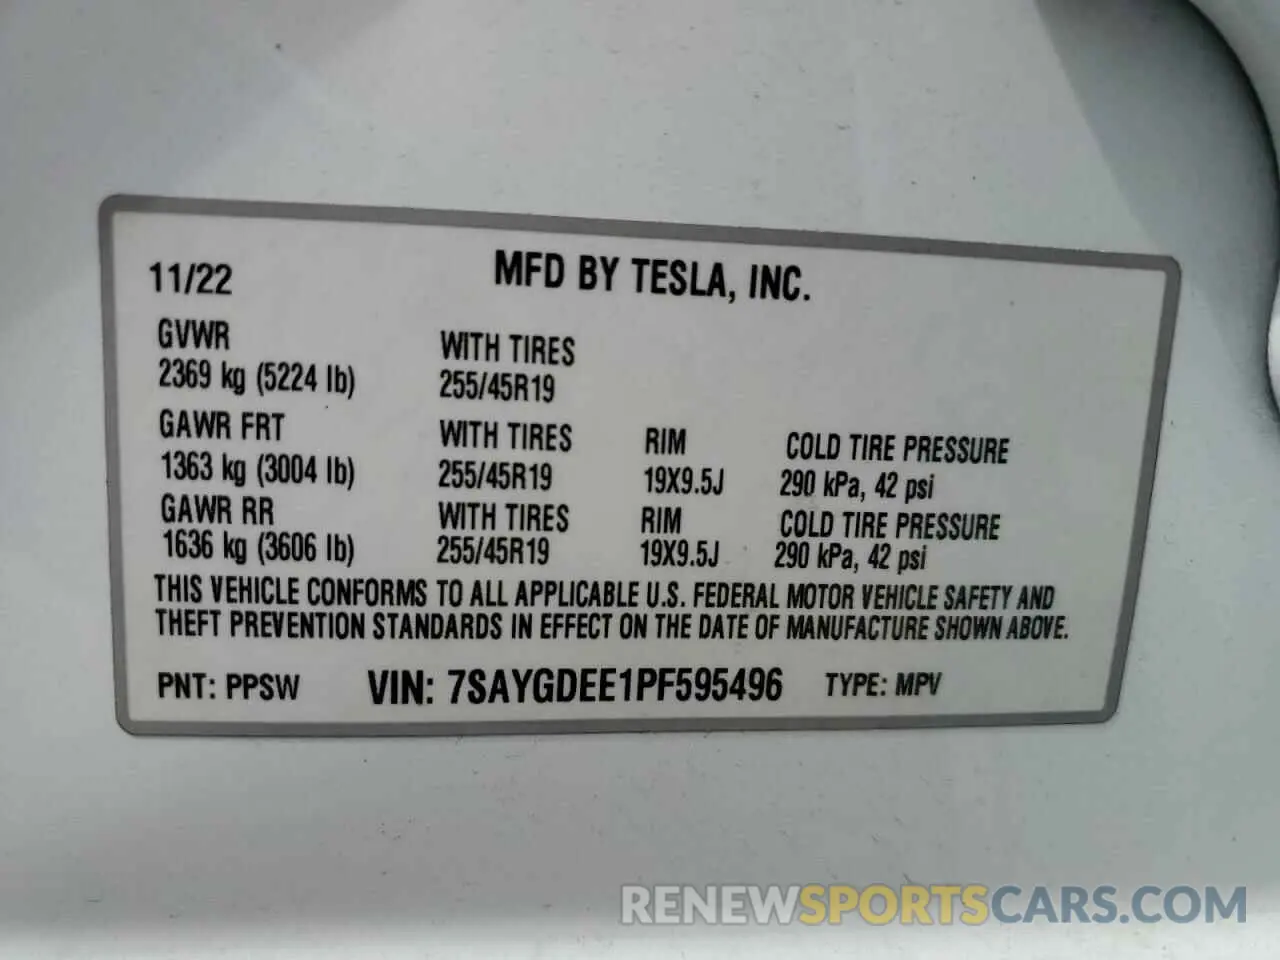 11/22 MFD BY TESLA, INC.
GVWR WITH TIRES
2369 kg (5224 lb) 255/45R19
GAWR FRT WITH TIRES RIM COLD TIRE PRESSURE
1363 kg (3004 lb) 255/45R19 19X9.5J 290 kPa, 42 psi
GAWR RR WITH TIRES RIM COLD TIRE PRESSURE
1636 kg (3606 lb) 255/45R19 19X9.5J 290 kPa, 42 psi
THIS VEHICLE CONFORMS TO ALL APPLICABLE U.S. FEDERAL MOTOR VEHICLE SAFETY AND
THEFT PREVENTION STANDARDS IN EFFECT ON THE DATE OF MANUFACTURE SHOWN ABOVE.
PNT: PPSW VIN: 7SAYGDEE1PF595496 TYPE: MPV
RENEWSPORTSCARS.COM